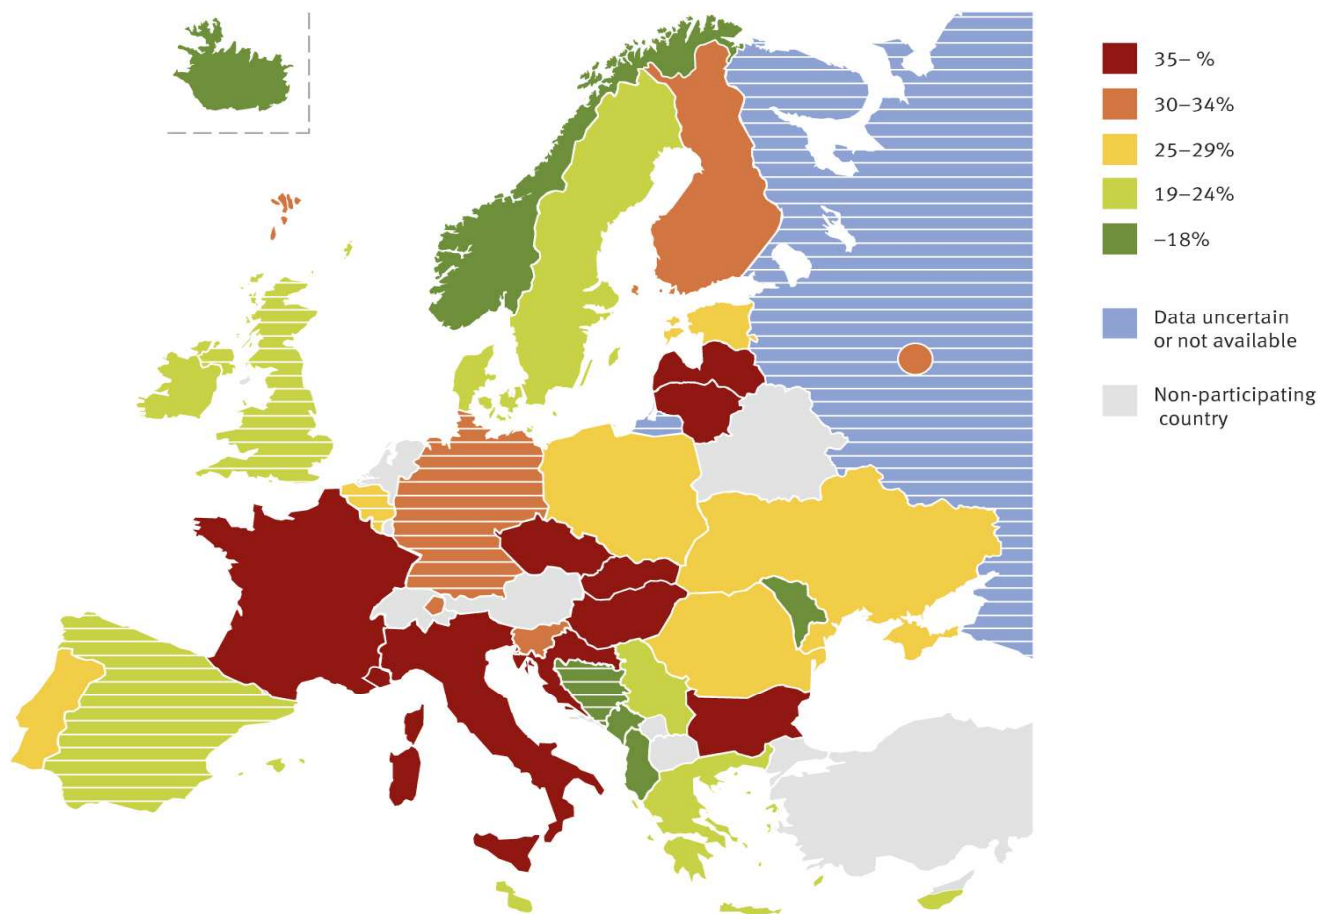 35– %
30–34%
25–29%
19–24%
–18%
Data uncertain
or not available
Non-participating
country